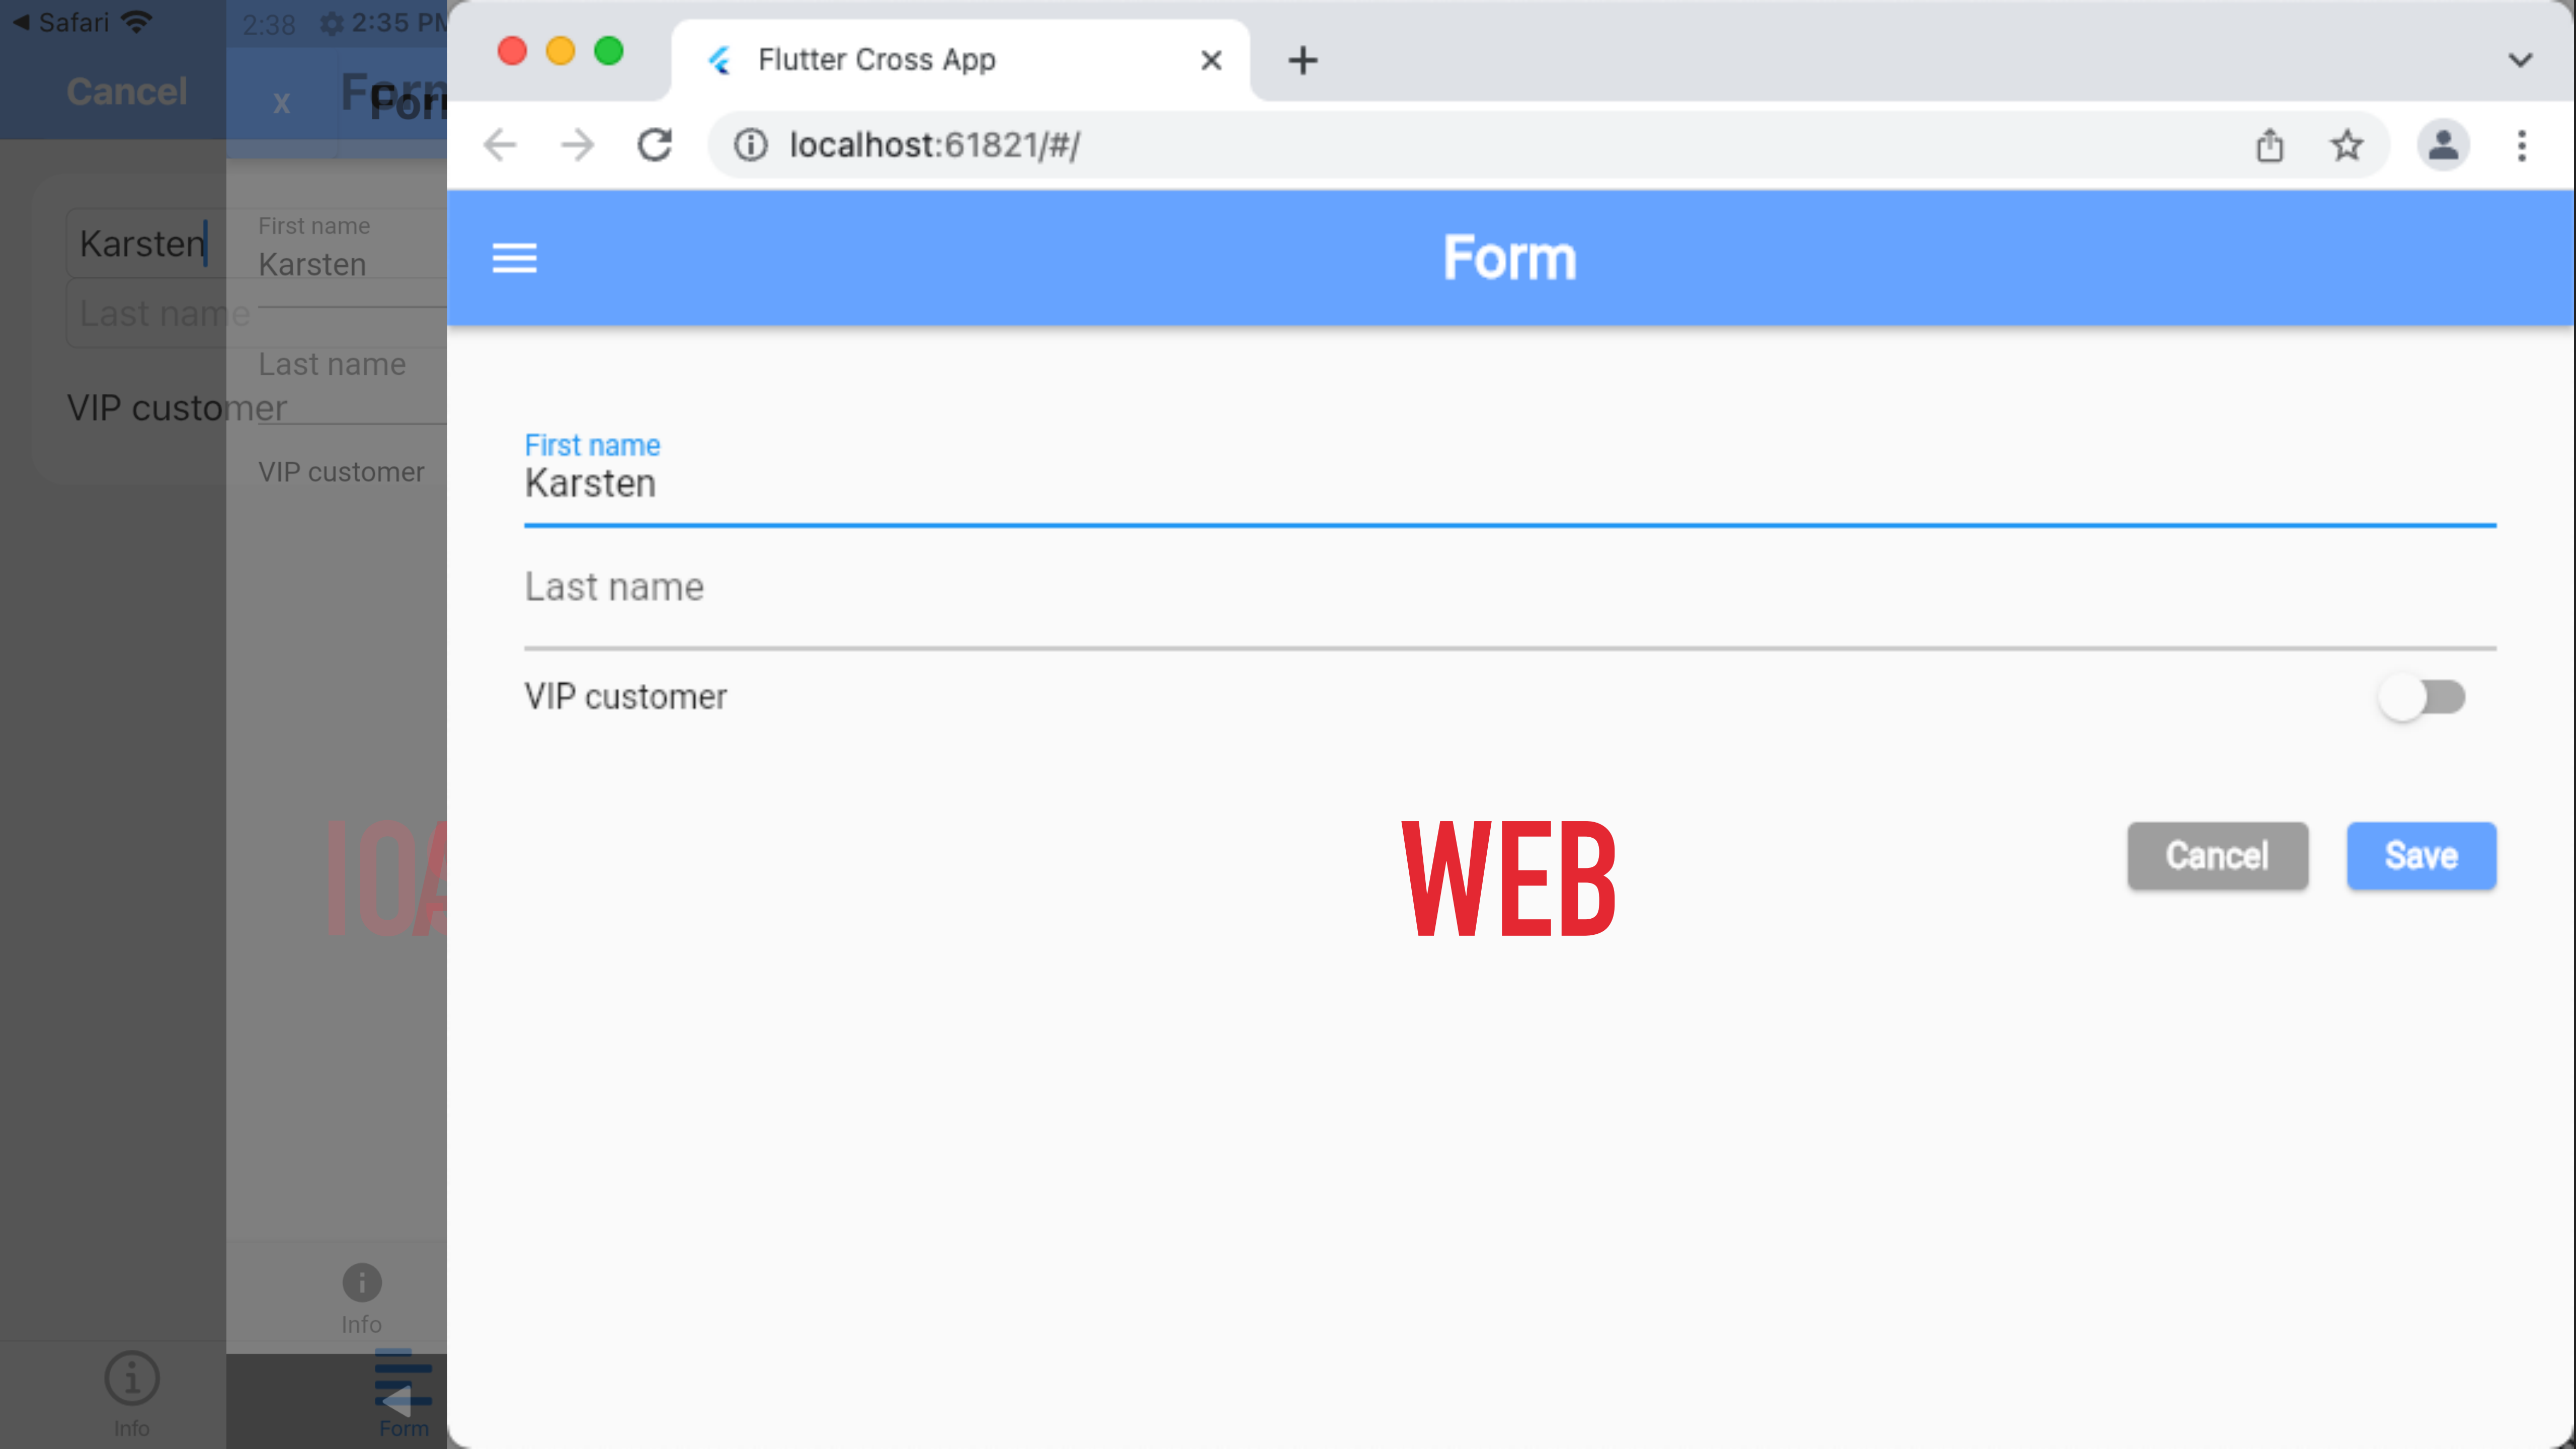 Safari
2:38
2:35 PM
Cancel
x
Form
Form
Karsten
Last name
VIP customer
First name
Karsten
Last name
VIP customer
Info
Info
Form
Flutter Cross App
localhost:61821/#/
Form
First name
Karsten
Last name
VIP customer
WEB
Cancel
Save